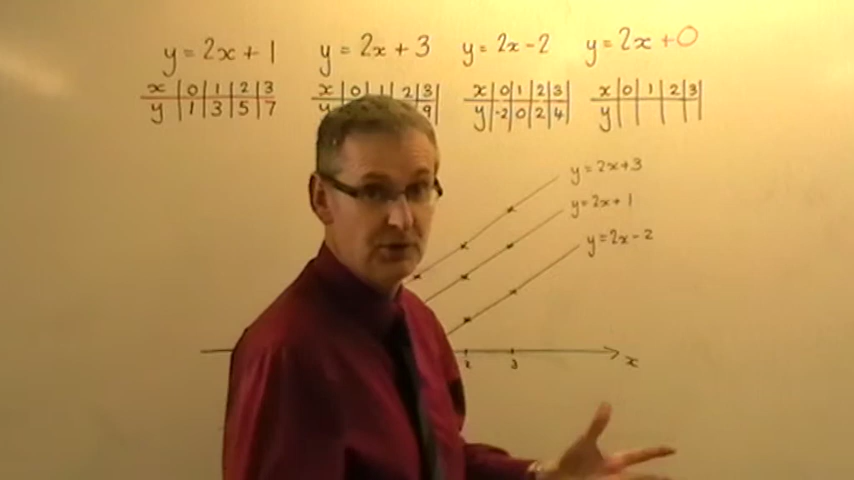 y = 2x + 1 y = 2x + 3 y = 2x - 2 y = 2x + 0
x 0 1 2 3 x 0 1 2 3 x 0 1 2 3 x 0 1 2 3
y 1 3 5 7 y 9 y -2 0 2 4 y
y = 2x + 3
y = 2x + 1
y = 2x - 2
x
2 3